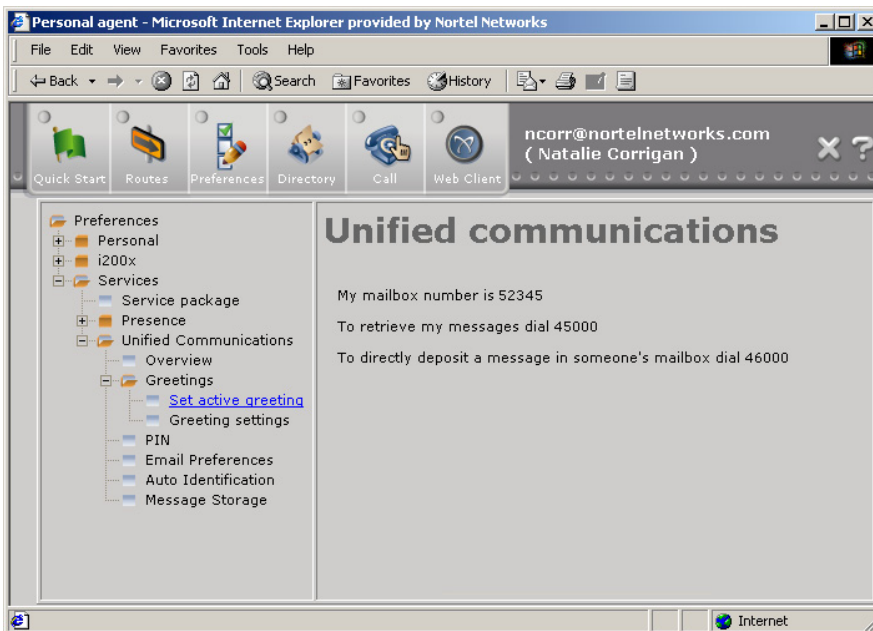 Personal agent - Microsoft Internet Explorer provided by Nortel Networks
File Edit View Favorites Tools Help
Back Search Favorites History
ncorr@nortelnetworks.com
( Natalie Corrigan )
Quick Start Routes Preferences Directory Call Web Client
Preferences
Personal
i200x
Services
Service package
Presence
Unified Communications
Overview
Greetings
Set active greeting
Greeting settings
PIN
Email Preferences
Auto Identification
Message Storage
Unified communications
My mailbox number is 52345
To retrieve my messages dial 45000
To directly deposit a message in someone's mailbox dial 46000
Internet